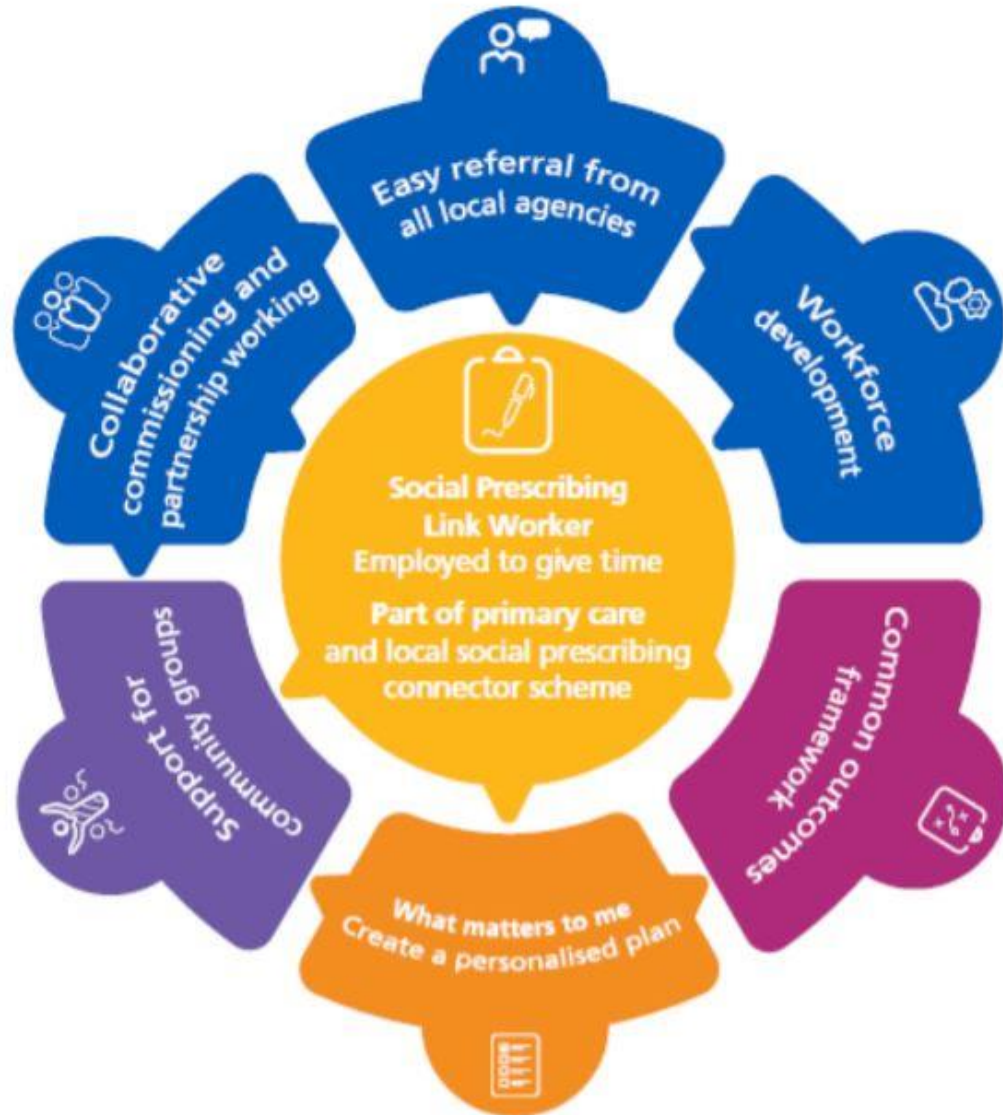 Easy referral from
all local agencies
Workforce
development
Common outcomes
framework
What matters to me
Create a personalised plan
Support for
community groups
Collaborative
commissioning and
partnership working
Social Prescribing
Link Worker
Employed to give time
Part of primary care
and local social prescribing
connector scheme